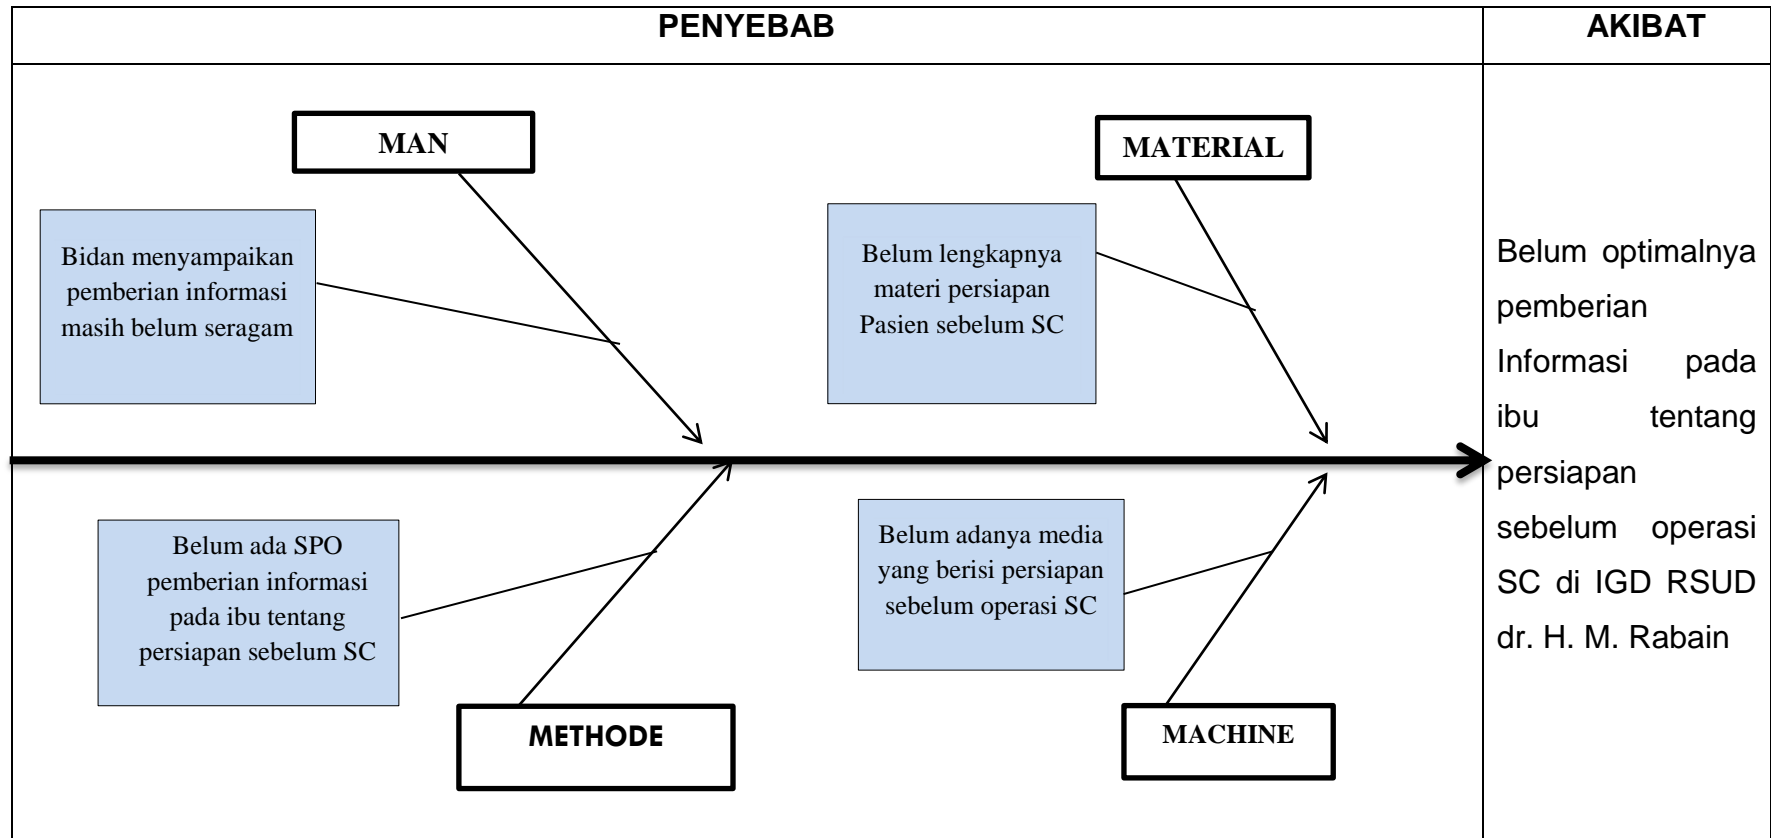 PENYEBAB
AKIBAT
MAN
Bidan menyampaikan
pemberian informasi
masih belum seragam
MATERIAL
Belum lengkapnya
materi persiapan
Pasien sebelum SC
Belum ada SPO
pemberian informasi
pada ibu tentang
persiapan sebelum SC
METHODE
Belum adanya media
yang berisi persiapan
sebelum operasi SC
MACHINE
Belum optimalnya
pemberian
Informasi pada
ibu tentang
persiapan
sebelum operasi
SC di IGD RSUD
dr. H. M. Rabain